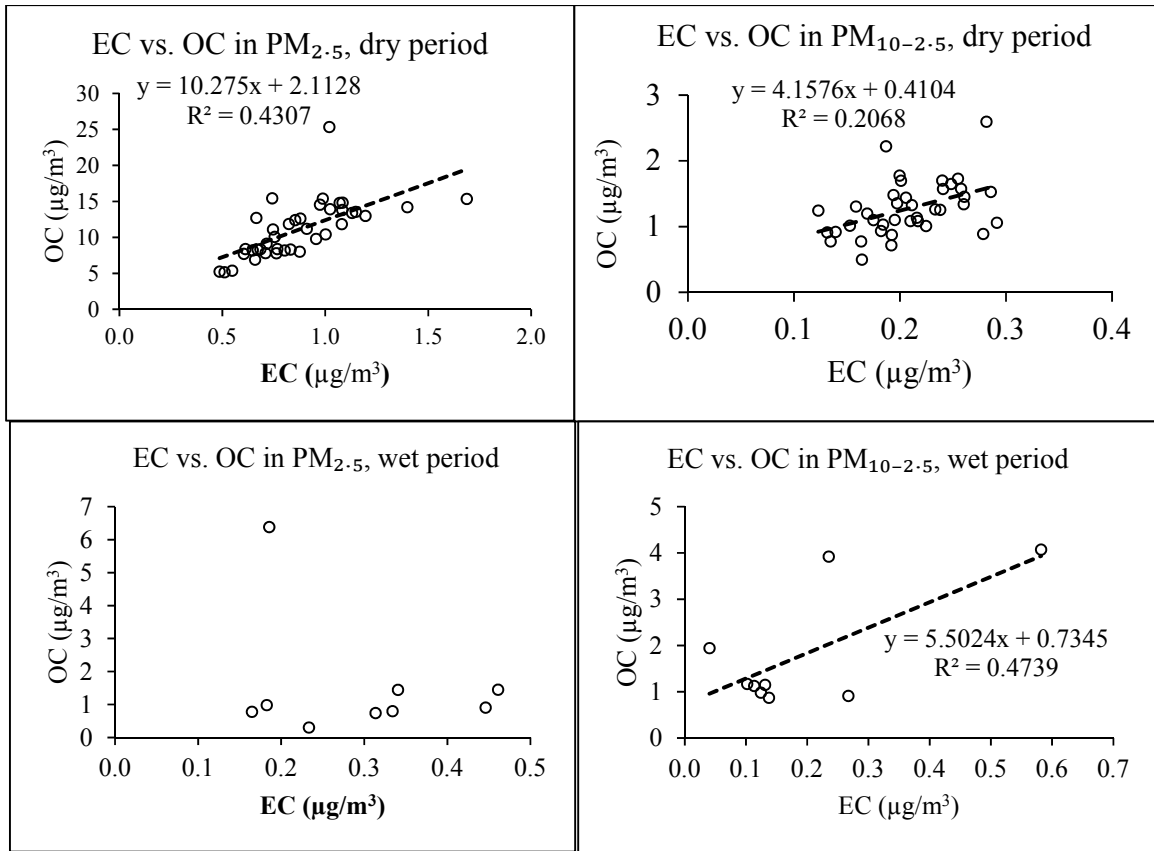 EC vs. OC in PM₂.₅, dry period
y = 10.275x + 2.1128
R² = 0.4307
30
25
20
15
10
5
0
OC (µg/m³)
0.0 0.5 1.0 1.5 2.0
EC (µg/m³)
EC vs. OC in PM₁₀₋₂.₅, dry period
y = 4.1576x + 0.4104
R² = 0.2068
3
2
1
0
OC (µg/m³)
0.0 0.1 0.2 0.3 0.4
EC (µg/m³)
EC vs. OC in PM₂.₅, wet period
7
6
5
4
3
2
1
0
OC (µg/m³)
0.0 0.1 0.2 0.3 0.4 0.5
EC (µg/m³)
EC vs. OC in PM₁₀₋₂.₅, wet period
5
4
3
2
1
0
OC (µg/m³)
y = 5.5024x + 0.7345
R² = 0.4739
0.0 0.1 0.2 0.3 0.4 0.5 0.6 0.7
EC (µg/m³)